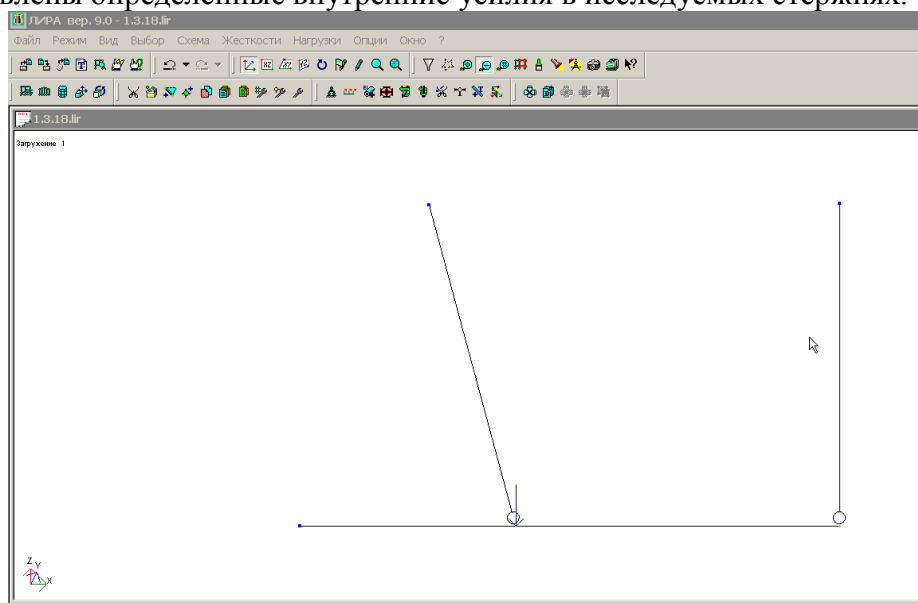 влены определенные внутренние усилия в исследуемых стержнях.
ЛИРА вер. 9.0 - 1.3.18.lir
Файл Режим Вид Выбор Схема Жесткости Нагрузки Опции Окно ?
1.3.18.lir
Загружение 1
Z
Y
X